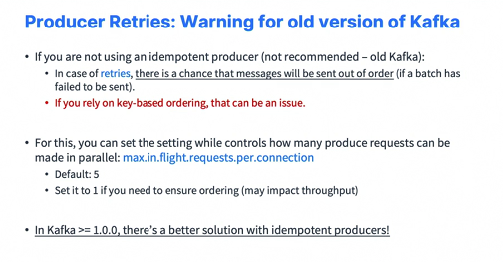 Producer Retries: Warning for old version of Kafka
• If you are not using an idempotent producer (not recommended – old Kafka):
• In case of retries, there is a chance that messages will be sent out of order (if a batch has
failed to be sent).
• If you rely on key-based ordering, that can be an issue.
• For this, you can set the setting while controls how many produce requests can be
made in parallel: max.in.flight.requests.per.connection
• Default: 5
• Set it to 1 if you need to ensure ordering (may impact throughput)
• In Kafka >= 1.0.0, there's a better solution with idempotent producers!